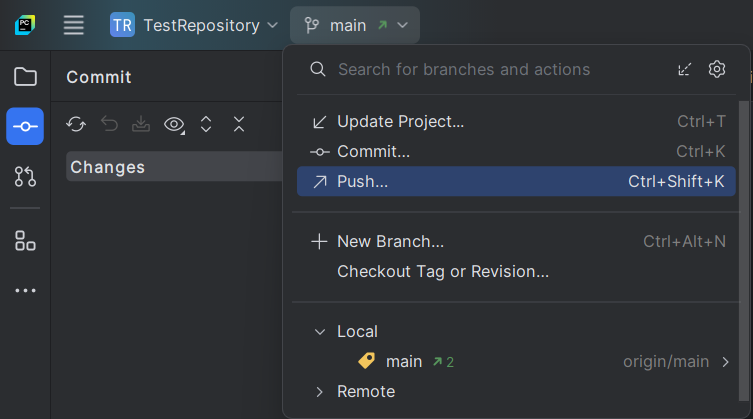 PC
TR TestRepository main
Commit
Search for branches and actions
Update Project... Ctrl+T
Commit... Ctrl+K
Changes
Push... Ctrl+Shift+K
New Branch... Ctrl+Alt+N
Checkout Tag or Revision...
Local
main 2 origin/main
Remote